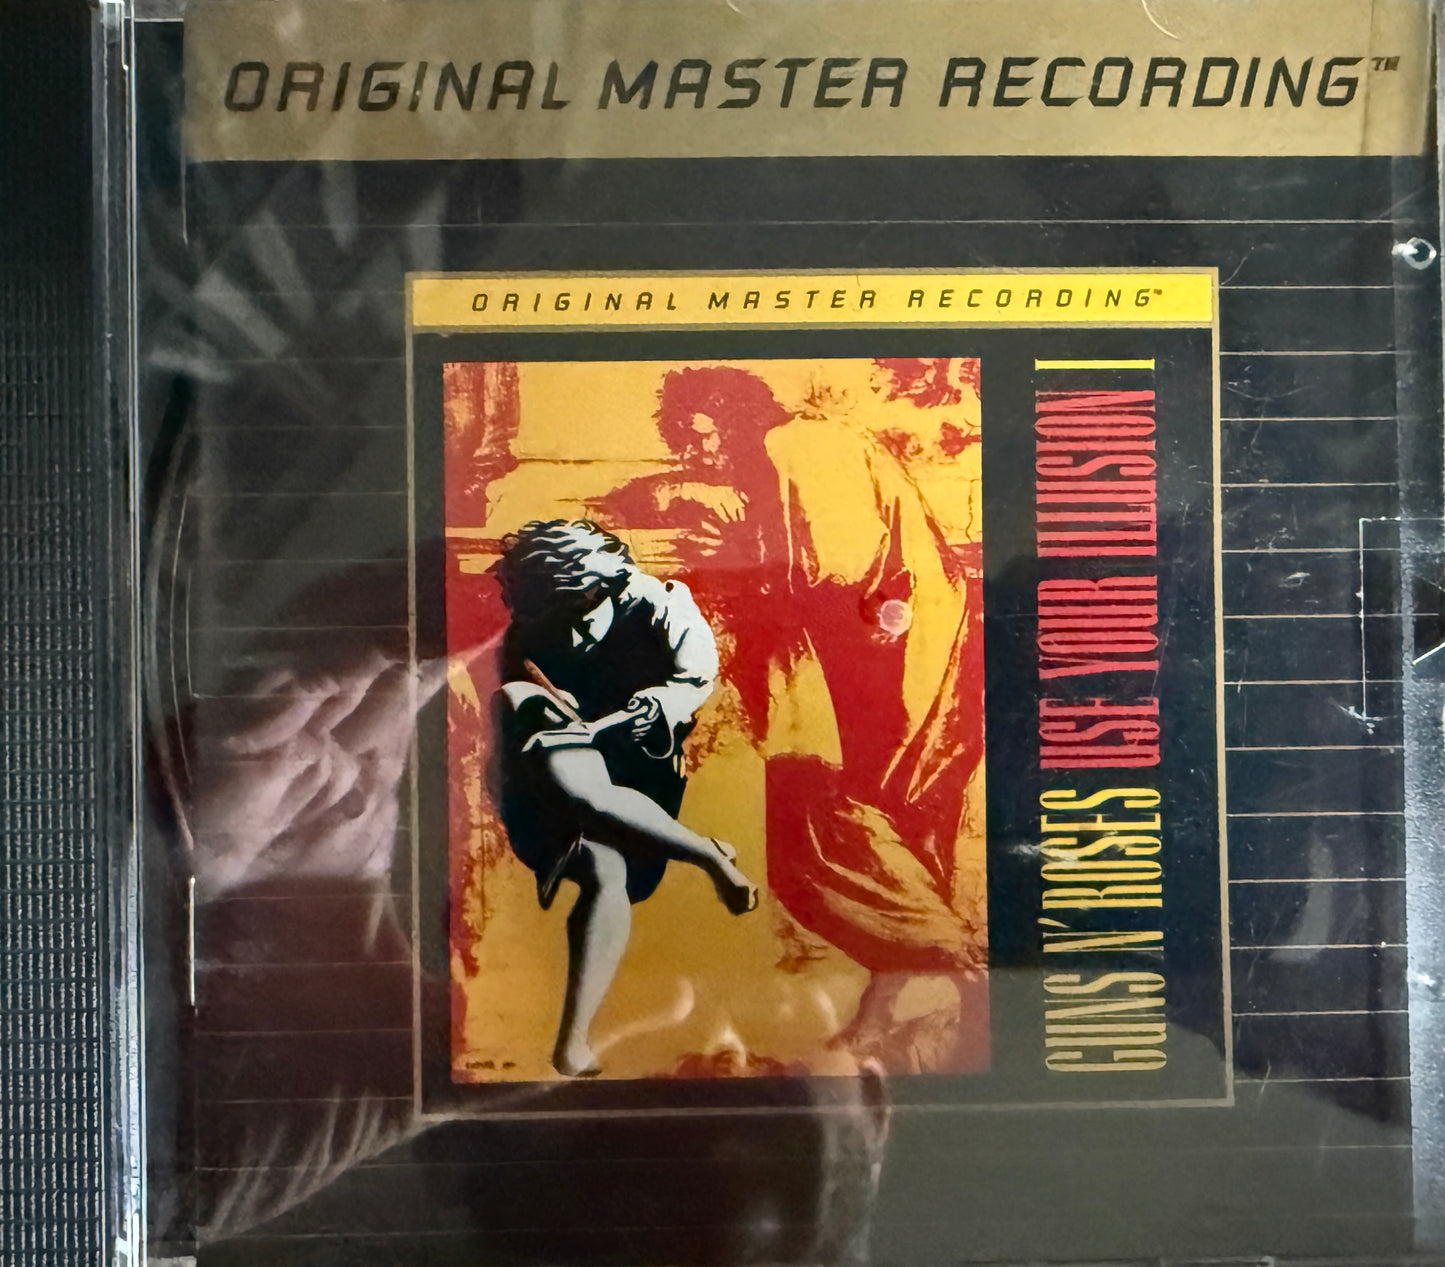 ORIGINAL MASTER RECORDING™
ORIGINAL MASTER RECORDING™
GUNS N' ROSES USE YOUR ILLUSION I